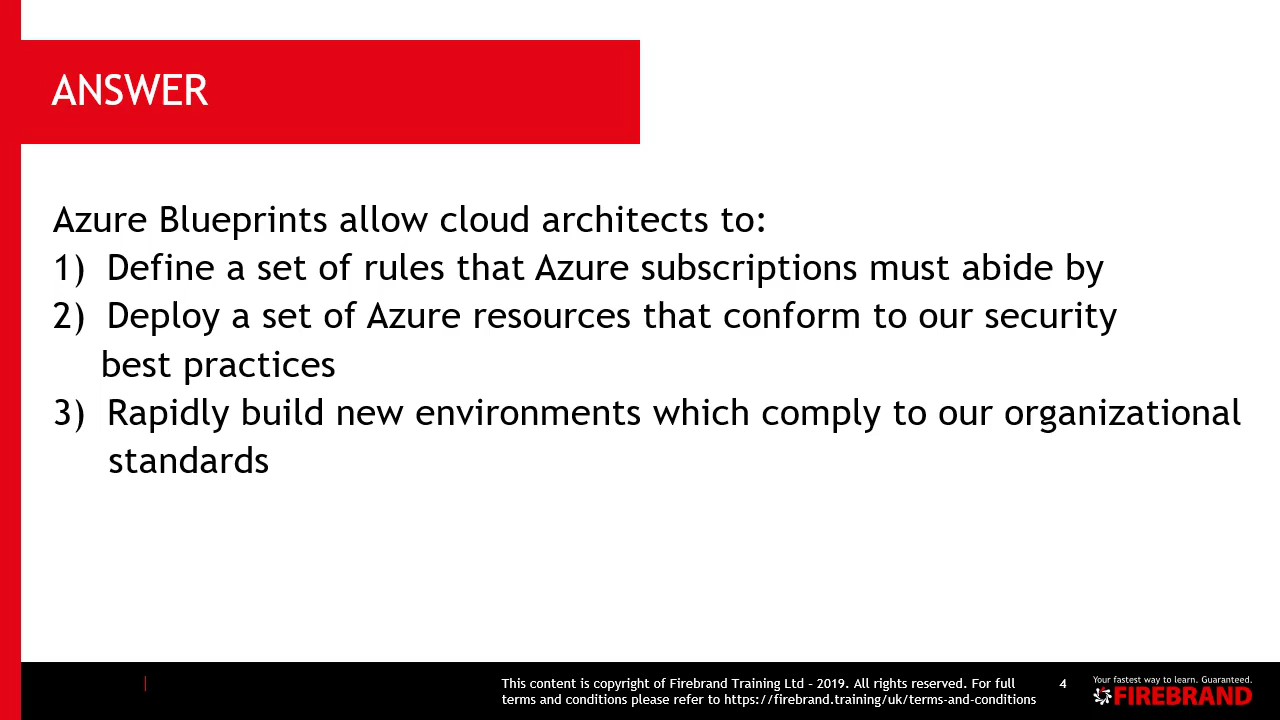 ANSWER
Azure Blueprints allow cloud architects to:
1) Define a set of rules that Azure subscriptions must abide by
2) Deploy a set of Azure resources that conform to our security
best practices
3) Rapidly build new environments which comply to our organizational
standards
This content is copyright of Firebrand Training Ltd – 2019. All rights reserved. For full
terms and conditions please refer to https://firebrand.training/uk/terms-and-conditions
4
Your fastest way to learn. Guaranteed.
FIREBRAND